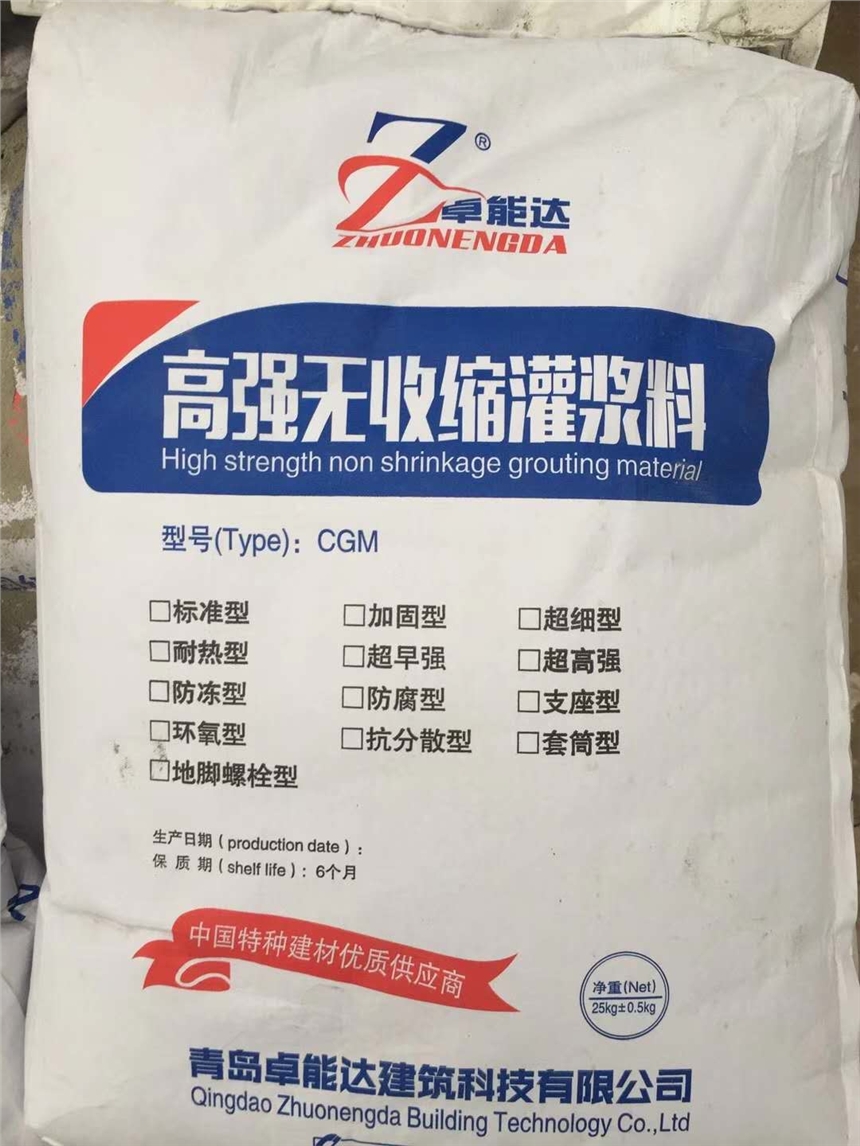 Z®
卓能达
ZHUONENGDA
高强无收缩灌浆料
High strength non shrinkage grouting material
型号(Type)：CGM
□标准型 □加固型 □超细型
□耐热型 □超早强 □超高强
□防冻型 □防腐型 □支座型
□环氧型 □抗分散型 □套筒型
□地脚螺栓型
生产日期（production date）：
保质期（shelf life）：6个月
中国特种建材优质供应商
净重(Net)
25kg±0.5kg
青岛卓能达建筑科技有限公司
Qingdao Zhuonengda Building Technology Co.,Ltd